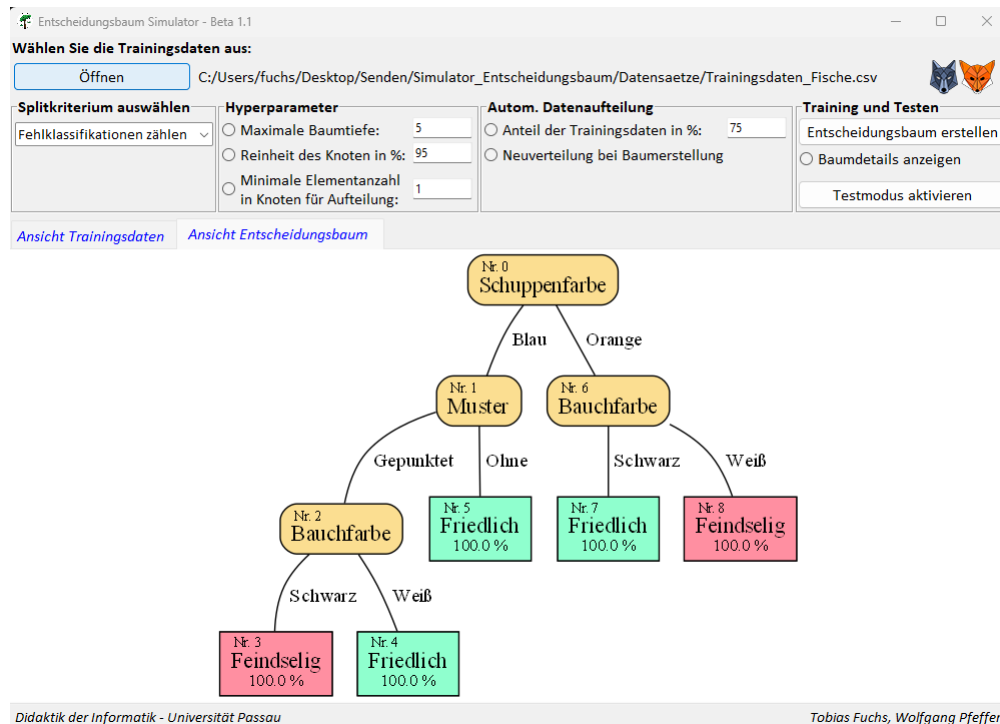 Entscheidungsbaum Simulator - Beta 1.1
Wählen Sie die Trainingsdaten aus:
Öffnen
C:/Users/fuchs/Desktop/Senden/Simulator_Entscheidungsbaum/Datensaetze/Trainingsdaten_Fische.csv
Splitkriterium auswählen
Fehlklassifikationen zählen
Hyperparameter
Maximale Baumtiefe: 5
Reinheit des Knoten in %: 95
Minimale Elementanzahl
in Knoten für Aufteilung: 1
Autom. Datenaufteilung
Anteil der Trainingsdaten in %: 75
Neuverteilung bei Baumerstellung
Training und Testen
Entscheidungsbaum erstellen
Baumdetails anzeigen
Testmodus aktivieren
Ansicht Trainingsdaten
Ansicht Entscheidungsbaum
Nr. 0
Schuppenfarbe
Blau
Orange
Nr. 1
Muster
Nr. 6
Bauchfarbe
Gepunktet
Ohne
Schwarz
Weiß
Nr. 2
Bauchfarbe
Nr. 5
Friedlich
100.0 %
Nr. 7
Friedlich
100.0 %
Nr. 8
Feindselig
100.0 %
Schwarz
Weiß
Nr. 3
Feindselig
100.0 %
Nr. 4
Friedlich
100.0 %
Didaktik der Informatik - Universität Passau
Tobias Fuchs, Wolfgang Pfeffer